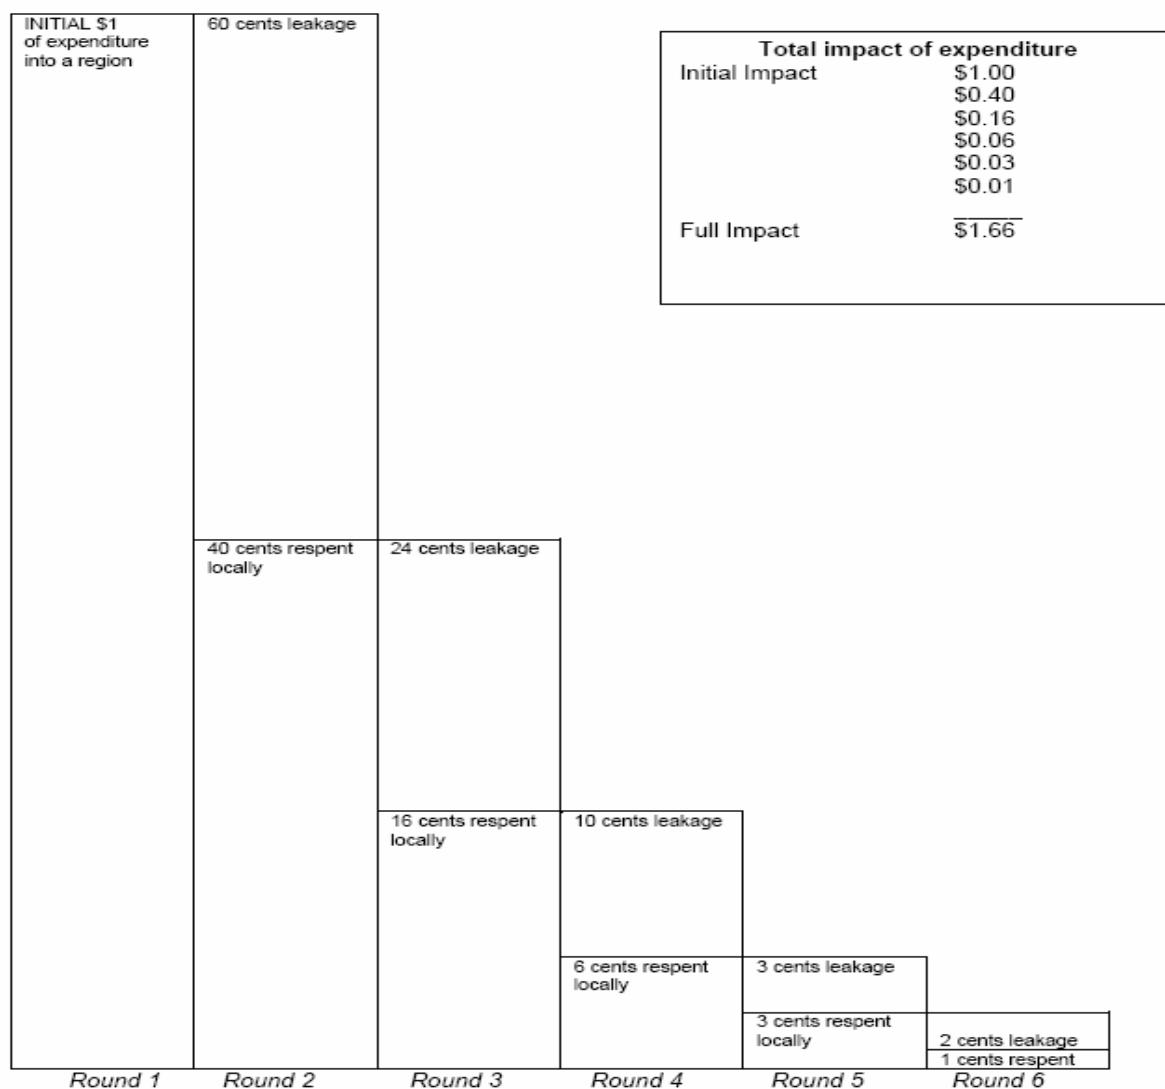 INITIAL $1
of expenditure
into a region
60 cents leakage
Total impact of expenditure
Initial Impact $1.00
$0.40
$0.16
$0.06
$0.03
$0.01
Full Impact $1.66
40 cents respent
locally
24 cents leakage
16 cents respent
locally
10 cents leakage
6 cents respent
locally
3 cents leakage
3 cents respent
locally
2 cents leakage
1 cents respent
Round 1 Round 2 Round 3 Round 4 Round 5 Round 6